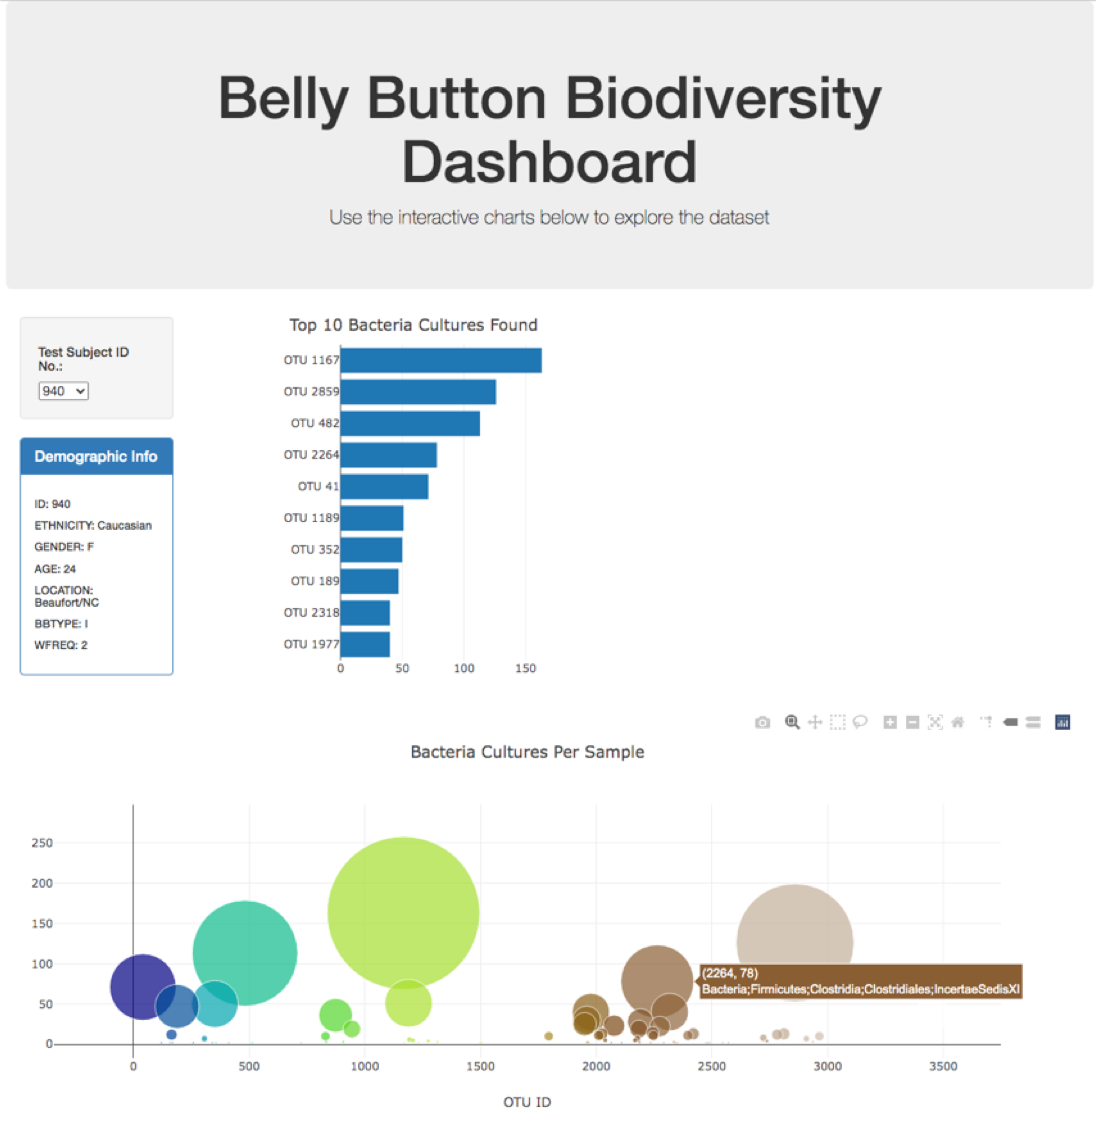 Belly Button Biodiversity
Dashboard
Use the interactive charts below to explore the dataset
Test Subject ID
No.:
940
Demographic Info
ID: 940
ETHNICITY: Caucasian
GENDER: F
AGE: 24
LOCATION:
Beaufort/NC
BBTYPE: I
WFREQ: 2
Top 10 Bacteria Cultures Found
OTU 1167
OTU 2859
OTU 482
OTU 2264
OTU 41
OTU 1189
OTU 352
OTU 189
OTU 2318
OTU 1977
0 50 100 150
Bacteria Cultures Per Sample
250
200
150
100
50
0
(2264, 78)
Bacteria;Firmicutes;Clostridia;Clostridiales;IncertaeSedisXI
0 500 1000 1500 2000 2500 3000 3500
OTU ID